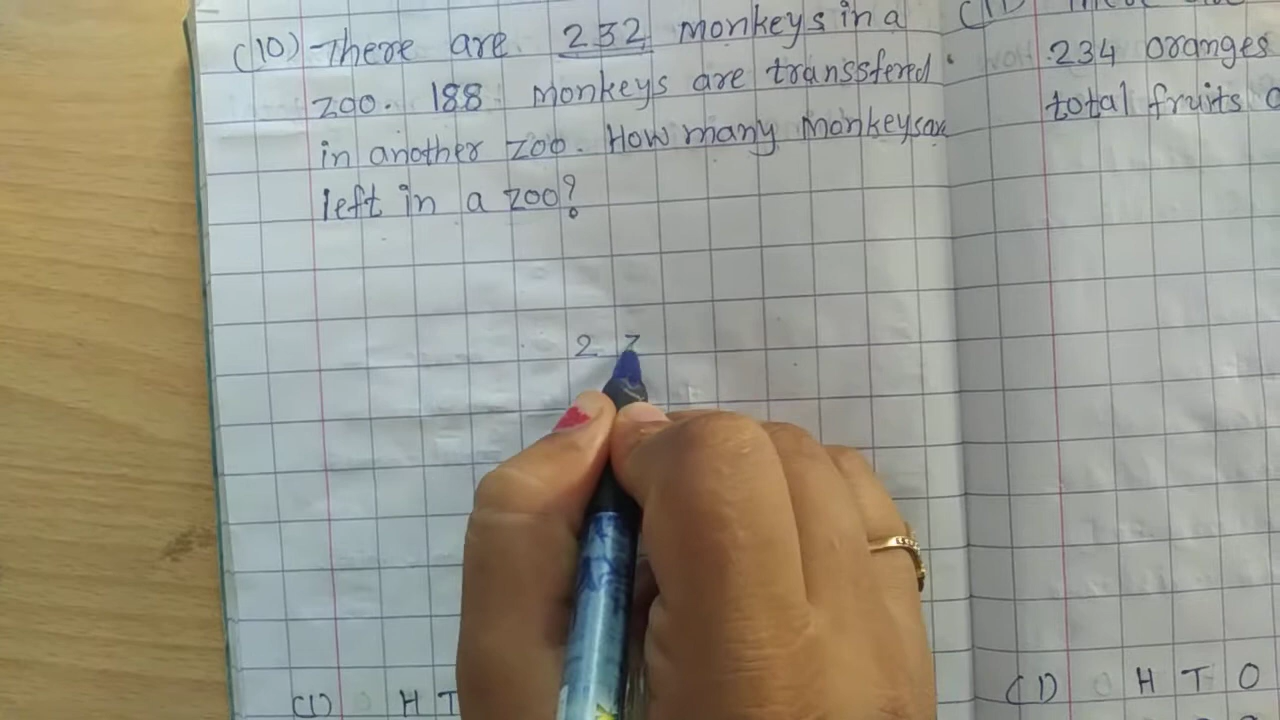 (10) There are 232 monkeys in a
zoo. 188 monkeys are transsfered
in another zoo. How many monkeys are
left in a zoo?
2
(1) H T
(11)
234 oranges
total fruits
(1) H T O